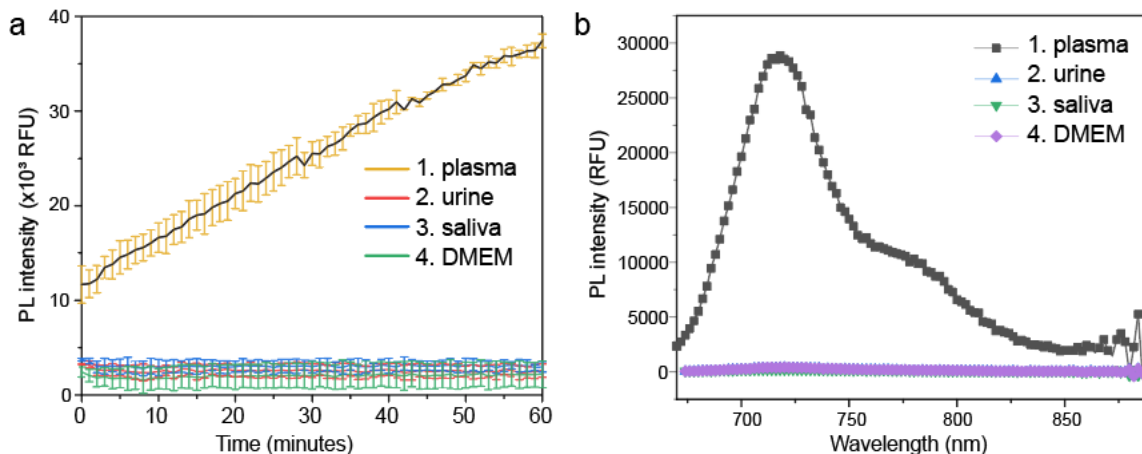 a
PL intensity (x10³ RFU)
40
30
20
10
0
1. plasma
2. urine
3. saliva
4. DMEM
0 10 20 30 40 50 60
Time (minutes)
b
PL intensity (RFU)
30000
25000
20000
15000
10000
5000
0
1. plasma
2. urine
3. saliva
4. DMEM
700 750 800 850
Wavelength (nm)